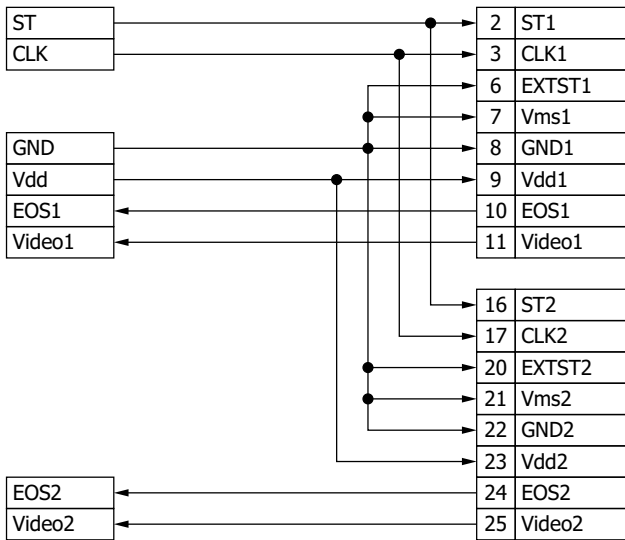 ST
CLK
GND
Vdd
EOS1
Video1
EOS2
Video2
2 ST1
3 CLK1
6 EXTST1
7 Vms1
8 GND1
9 Vdd1
10 EOS1
11 Video1
16 ST2
17 CLK2
20 EXTST2
21 Vms2
22 GND2
23 Vdd2
24 EOS2
25 Video2